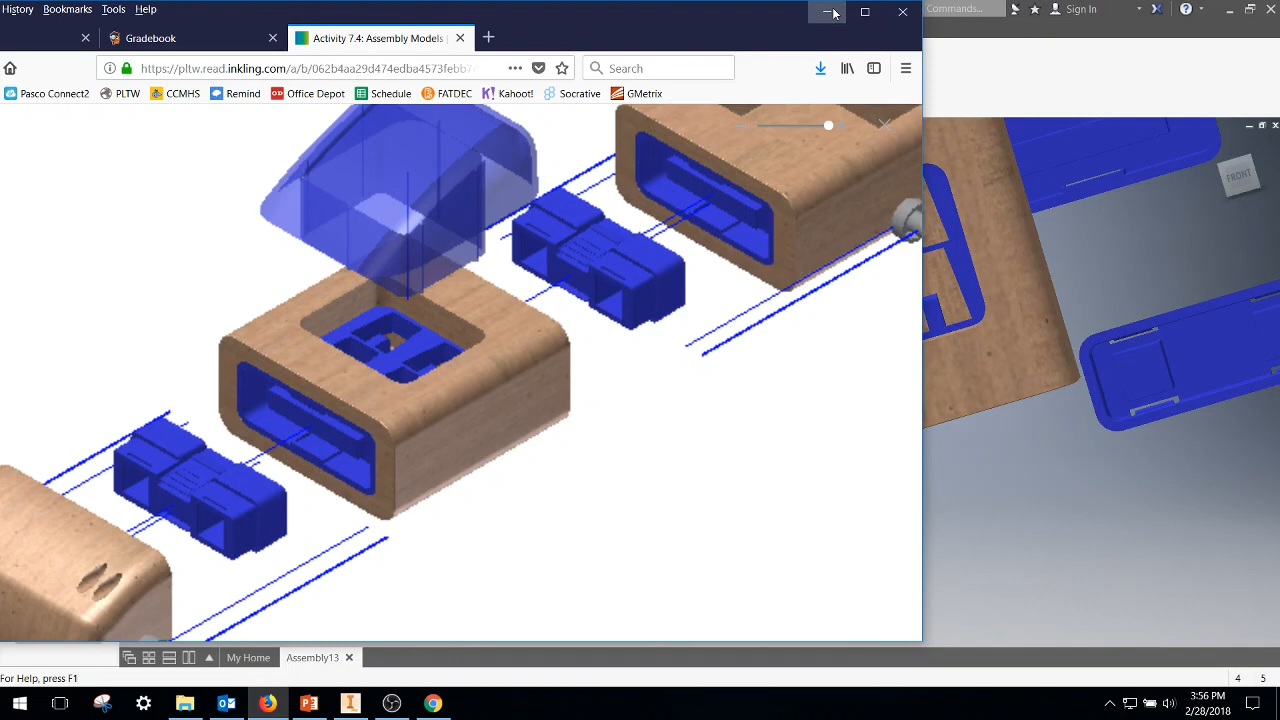 History Bookmarks Tools Help
Commands... Sign In
Gradebook Activity 7.4: Assembly Models |
https://pltw.read.inkling.com/a/b/062b4aa29d474edba4573febb7 Search
Pasco Connect2 PLTW CCMHS Remind Office Depot Schedule FATDEC Kahoot! Socrative GMetrix
FRONT
My Home Assembly13
For Help, press F1 4 5
3:56 PM
2/28/2018